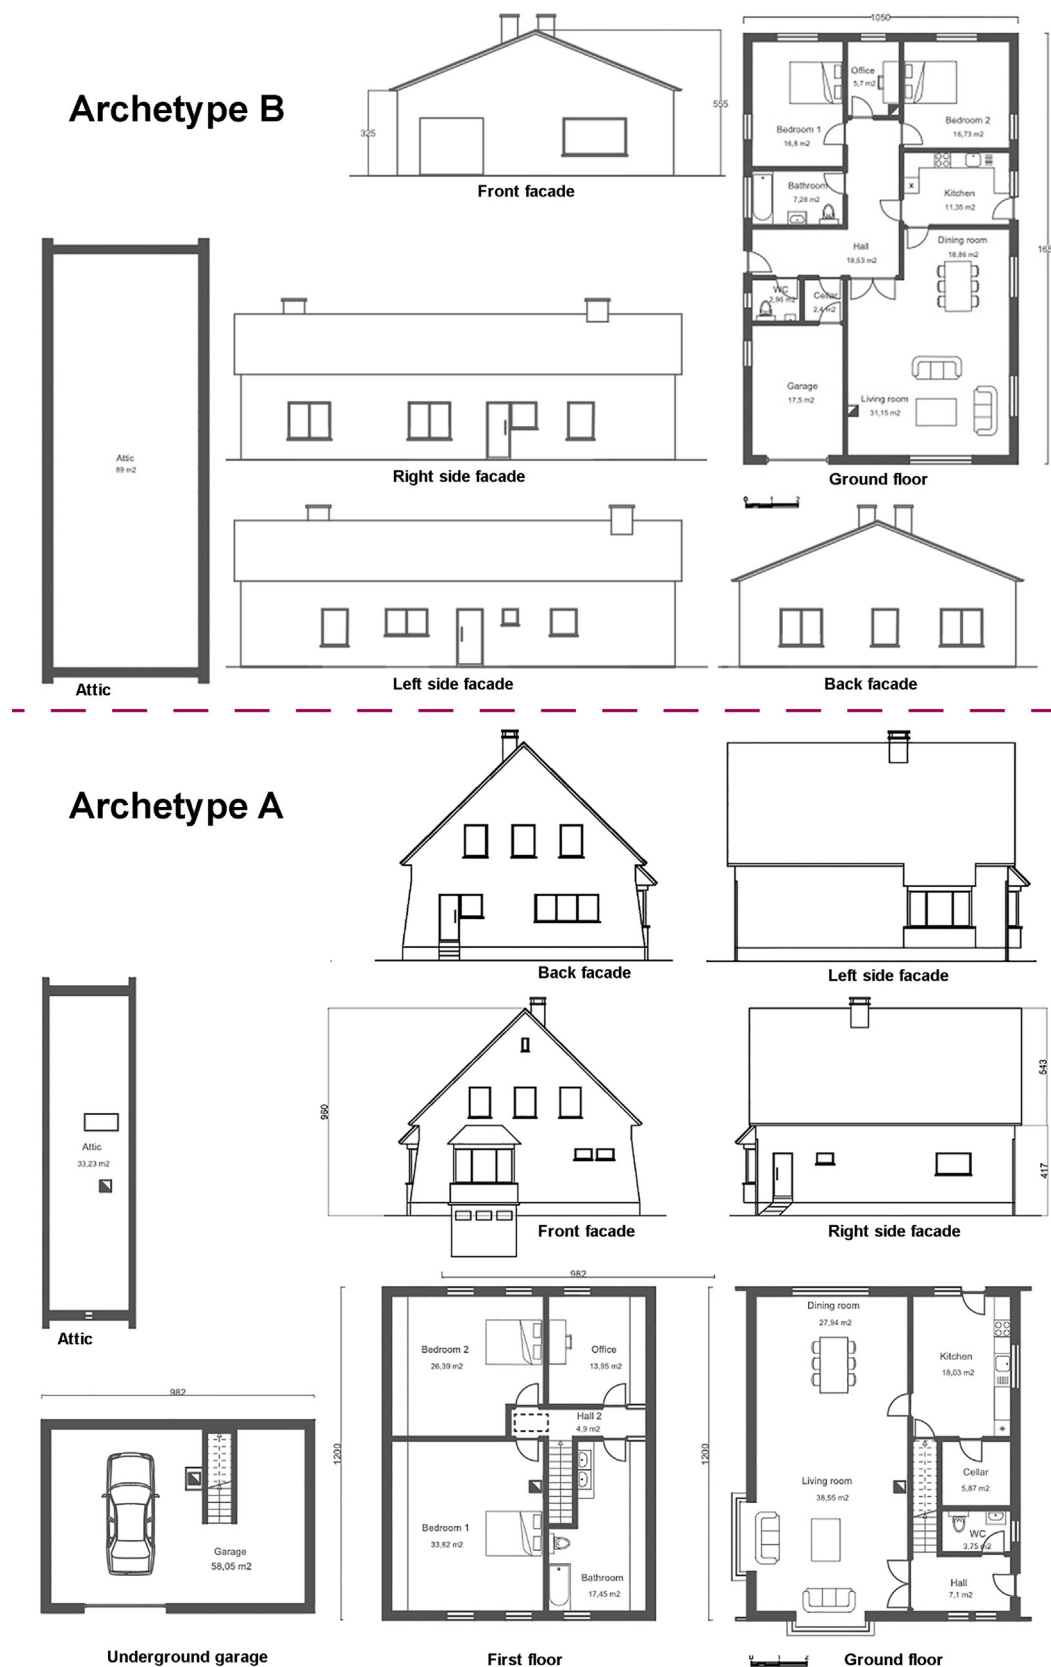 1050
Archetype B
555
325
Front facade
Office
5,7 m2
Bedroom 1
16,8 m2
Bedroom 2
16,73 m2
Bathroom
7,28 m2
Kitchen
11,35 m2
Hall
18,53 m2
Dining room
18,86 m2
WC
2,96 m2
Cellar
2,4 m2
Garage
17,5 m2
Living room
31,15 m2
Ground floor
0 1 2
Attic
89 m2
Right side facade
Attic
Left side facade
Back facade
Archetype A
Back facade
Left side facade
960
543
417
Front facade
Right side facade
Attic
33,23 m2
Attic
982
982
1200
Bedroom 2
26,39 m2
Office
13,95 m2
Hall 2
4,9 m2
Bedroom 1
33,82 m2
Bathroom
17,45 m2
First floor
1200
Dining room
27,94 m2
Kitchen
18,03 m2
Living room
38,55 m2
Cellar
5,87 m2
WC
3,75 m2
Hall
7,1 m2
Ground floor
0 1 2
Garage
58,05 m2
Underground garage